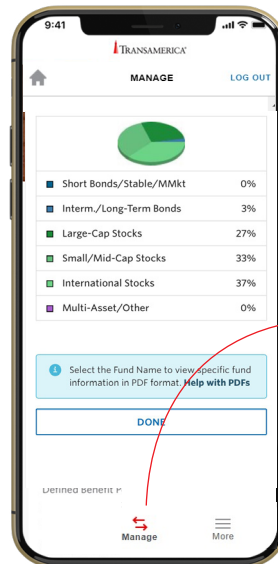 9:41
TRANSAMERICA®
MANAGE LOG OUT
Short Bonds/Stable/MMkt 0%
Interm./Long-Term Bonds 3%
Large-Cap Stocks 27%
Small/Mid-Cap Stocks 33%
International Stocks 37%
Multi-Asset/Other 0%
Select the Fund Name to view specific fund
information in PDF format. Help with PDFs
DONE
Defined Benefit P
Manage More